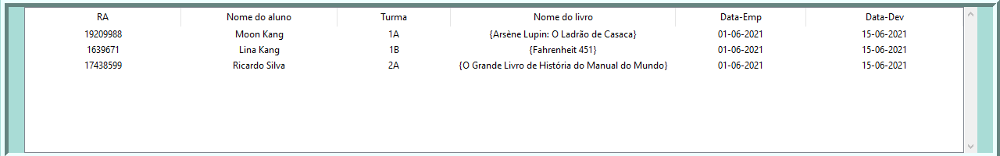 RA Nome do aluno Turma Nome do livro Data-Emp Data-Dev
19209988 Moon Kang 1A {Arsène Lupin: O Ladrão de Casaca} 01-06-2021 15-06-2021
1639671 Lina Kang 1B {Fahrenheit 451} 01-06-2021 15-06-2021
17438599 Ricardo Silva 2A {O Grande Livro de História do Manual do Mundo} 01-06-2021 15-06-2021